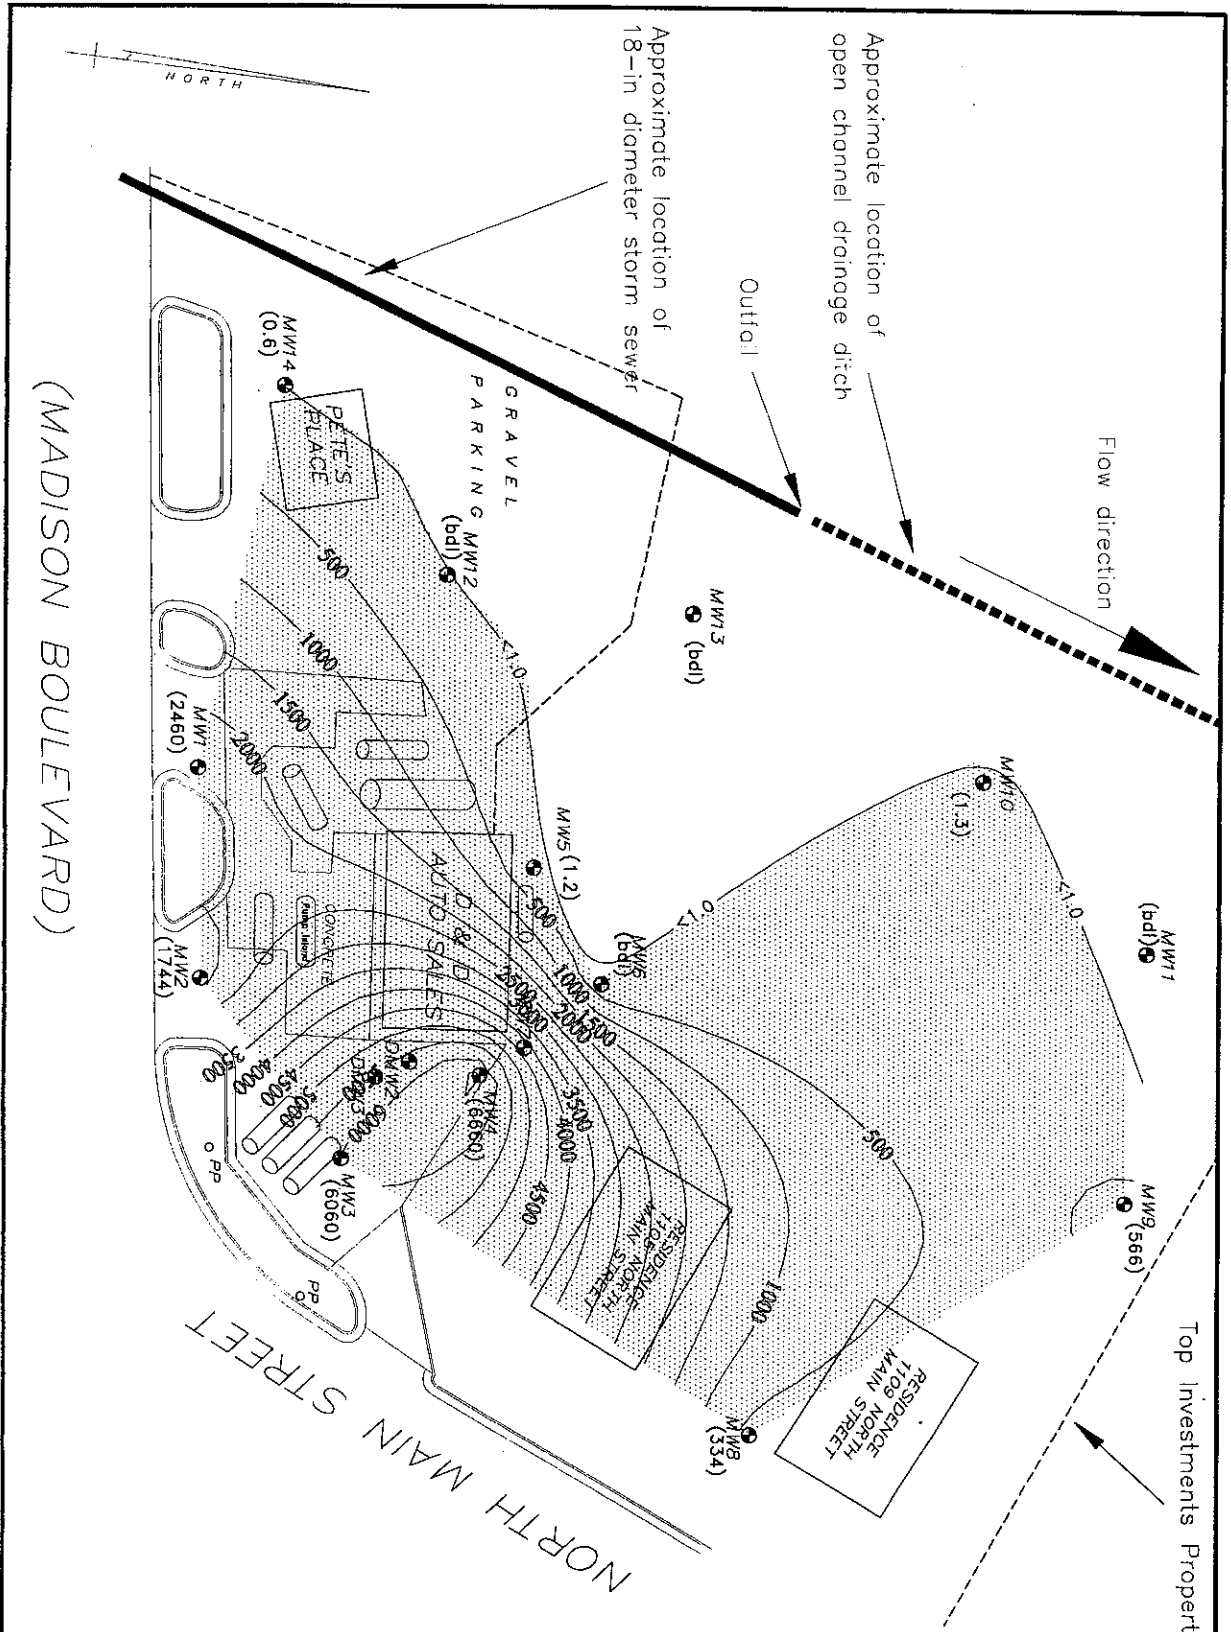 Approximate location of
open channel drainage ditch
Approximate location of
18-in diameter storm sewer
Outfall
Flow direction
NORTH
GRAVEL
PARKING
PETE'S
PLACE
MW14
(0.6)
MW12
(bdl)
MW13
(bdl)
MW10
(1.3)
MW11
(bdl)
MW9
(566)
MW8
(334)
MW5 (1.2)
MW6
(bdl)
MW4
(6660)
MW3
(6060)
MW2
(1744)
MW1
(2460)
DMW2
<1.0
<1.0
<1.0
500
1000
1500
2000
500
1000
1500
2000
2500
3500
4000
4500
500
1000
3500
4000
4500
5000
6000
D & D
AUTO SALES
CONCRETE
Pump Island
RESIDENCE
1105 NORTH
MAIN STREET
RESIDENCE
1109 NORTH
MAIN STREET
PP
PP
Top Investments Propert
NORTH MAIN STREET
(MADISON BOULEVARD)